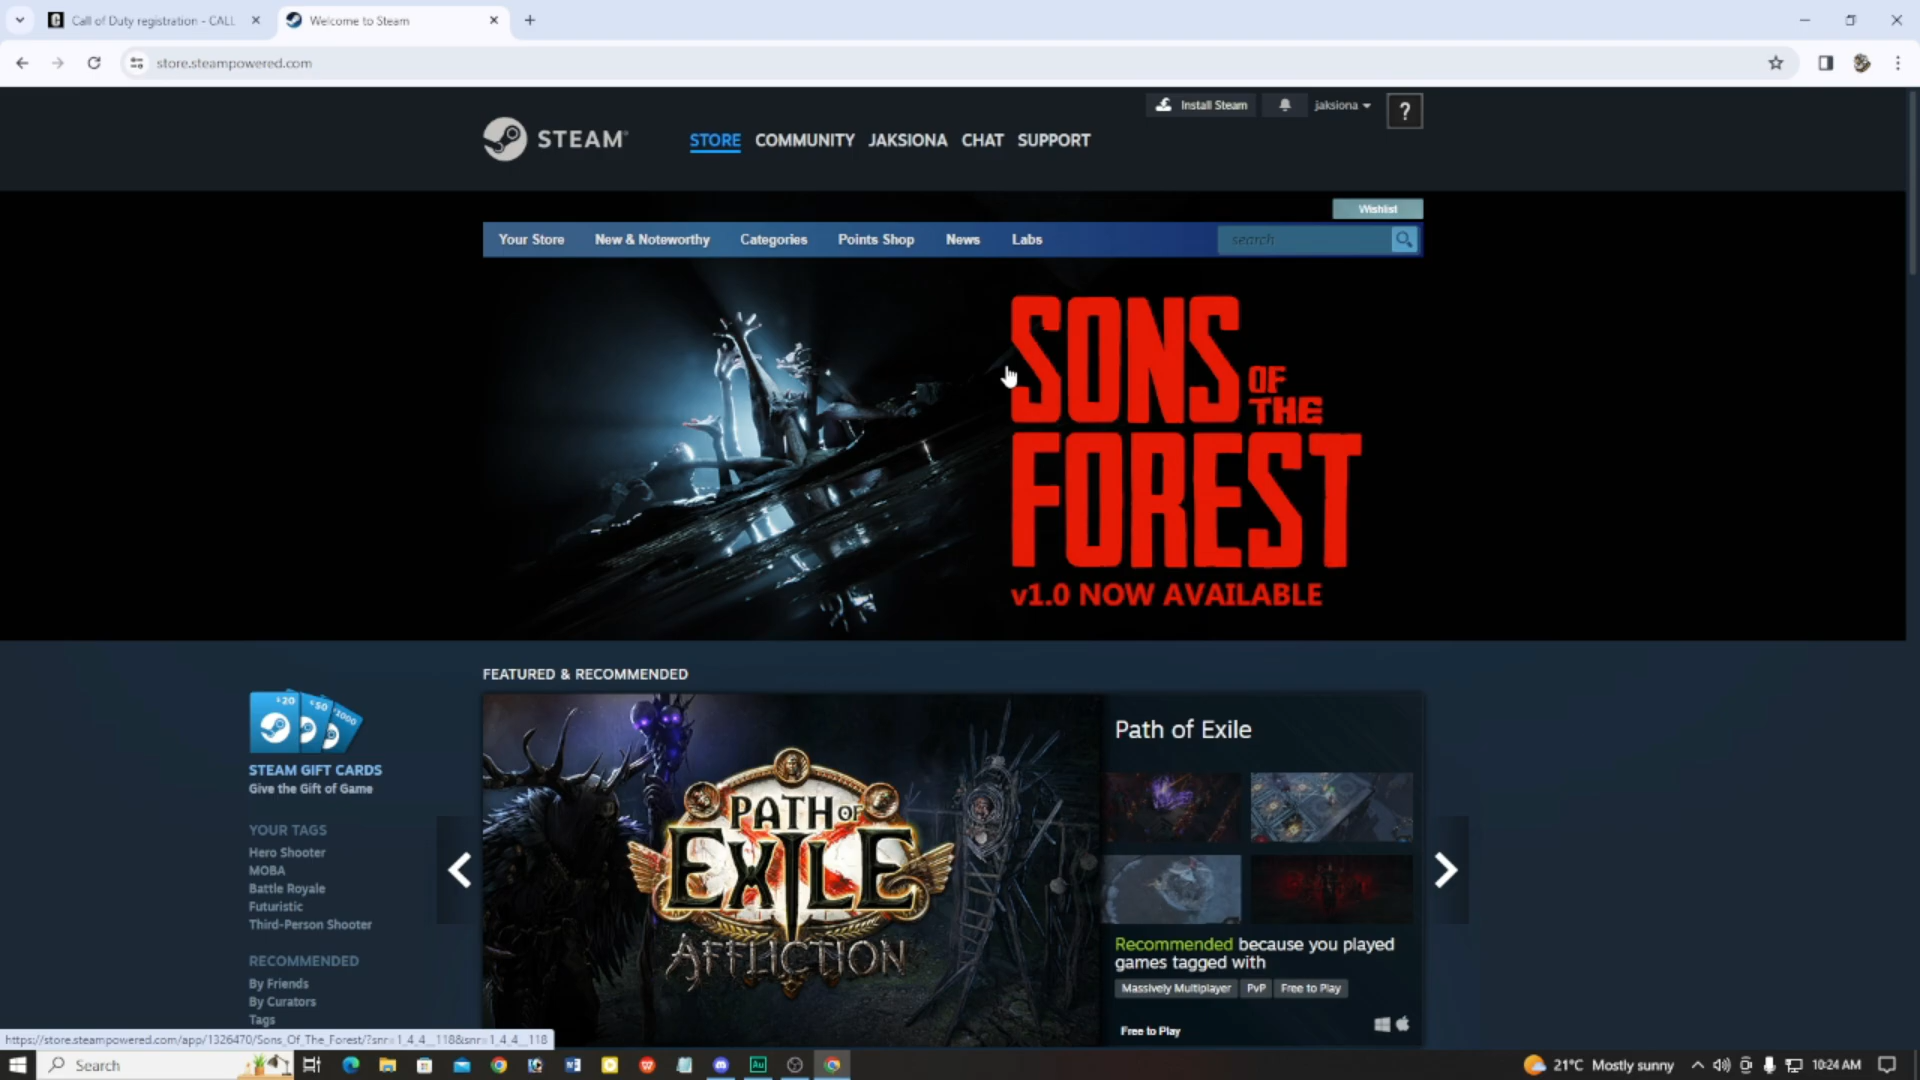 Call of Duty registration - CALL
Welcome to Steam
store.steampowered.com
Install Steam
jaksiona
?
STEAM
STORE COMMUNITY JAKSIONA CHAT SUPPORT
Wishlist
Your Store New & Noteworthy Categories Points Shop News Labs search
SONS
OF
THE
FOREST
v1.0 NOW AVAILABLE
FEATURED & RECOMMENDED
STEAM GIFT CARDS
Give the Gift of Game
YOUR TAGS
Hero Shooter
MOBA
Battle Royale
Futuristic
Third-Person Shooter
RECOMMENDED
By Friends
By Curators
Tags
PATH OF
EXILE
AFFLICTION
Path of Exile
Recommended because you played
games tagged with
Massively Multiplayer PvP Free to Play
Free to Play
https://store.steampowered.com/app/1326470/Sons_Of_The_Forest/?snr=1_4_4__118&snr=1_4_4__118
Search
21°C Mostly sunny
10:24 AM